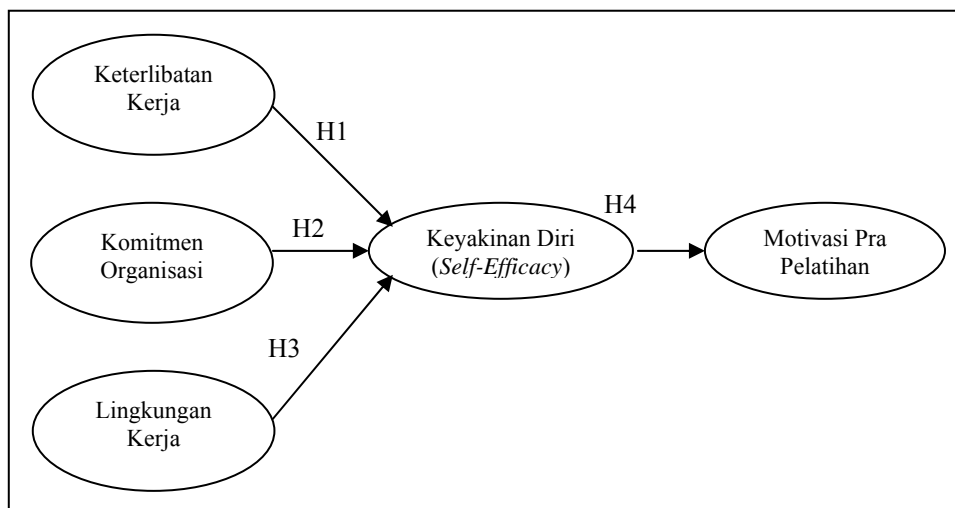 Keterlibatan
Kerja
H1
Komitmen
Organisasi
H2
Keyakinan Diri
(Self-Efficacy)
H4
Motivasi Pra
Pelatihan
H3
Lingkungan
Kerja